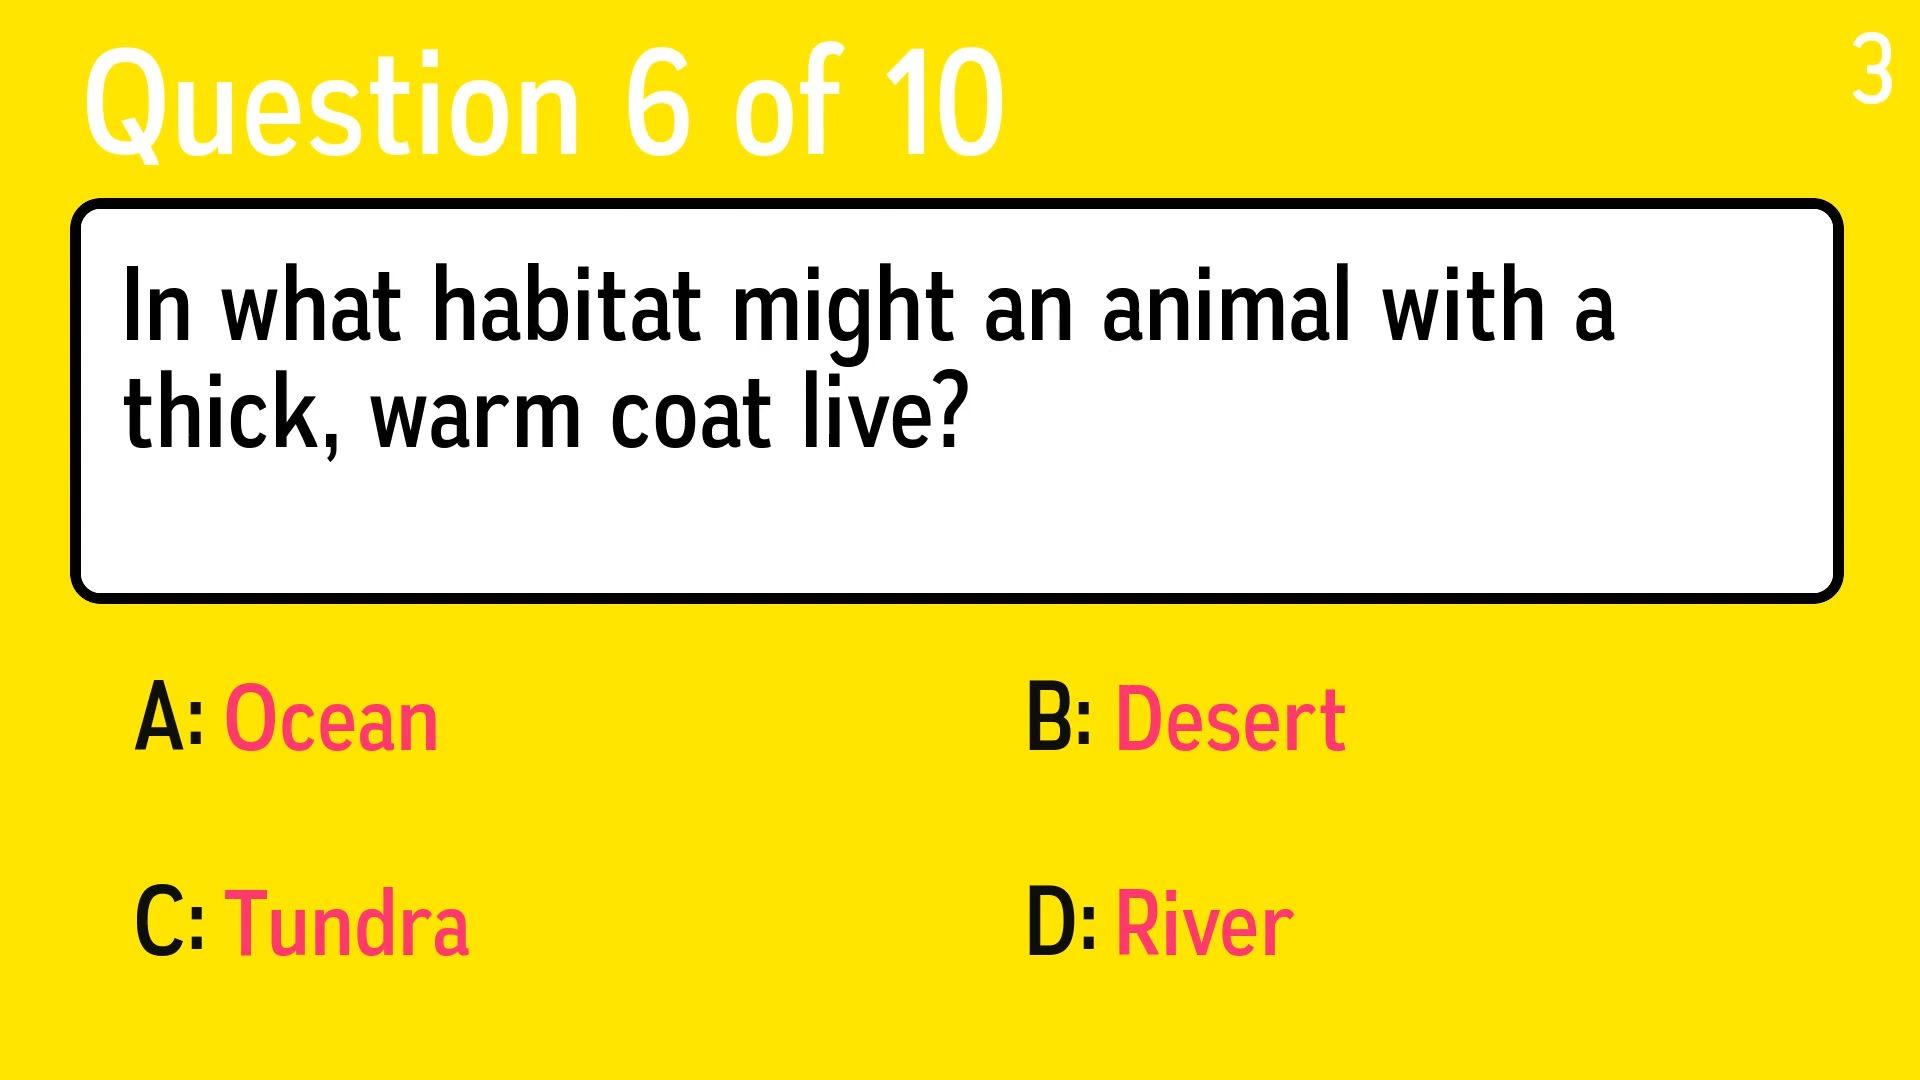 Question 6 of 10
3
In what habitat might an animal with a
thick, warm coat live?
A: Ocean
B: Desert
C: Tundra
D: River